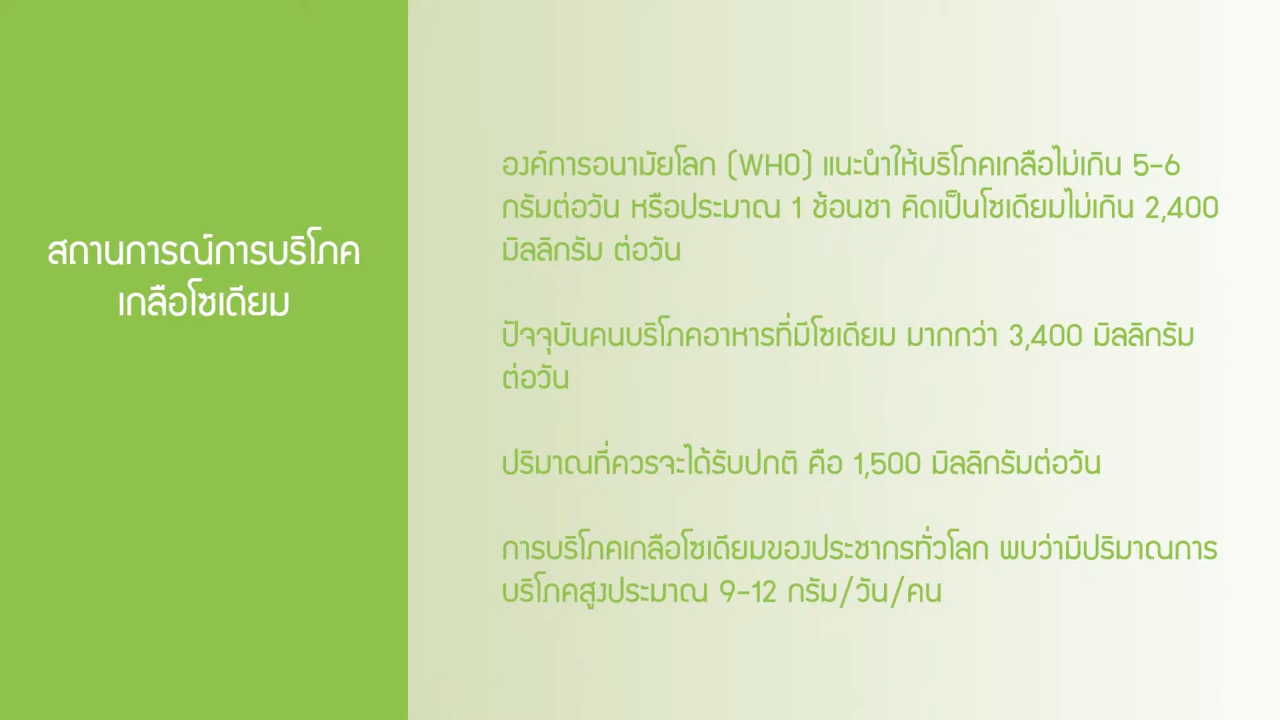 สถานการณ์การบริโภค
เกลือโซเดียม
องค์การอนามัยโลก (WHO) แนะนำให้บริโภคเกลือไม่เกิน 5-6
กรัมต่อวัน หรือประมาณ 1 ช้อนชา คิดเป็นโซเดียมไม่เกิน 2,400
มิลลิกรัม ต่อวัน
ปัจจุบันคนบริโภคอาหารที่มีโซเดียม มากกว่า 3,400 มิลลิกรัม
ต่อวัน
ปริมาณที่ควรจะได้รับปกติ คือ 1,500 มิลลิกรัมต่อวัน
การบริโภคเกลือโซเดียมของประชากรทั่วโลก พบว่ามีปริมาณการ
บริโภคสูงประมาณ 9-12 กรัม/วัน/คน